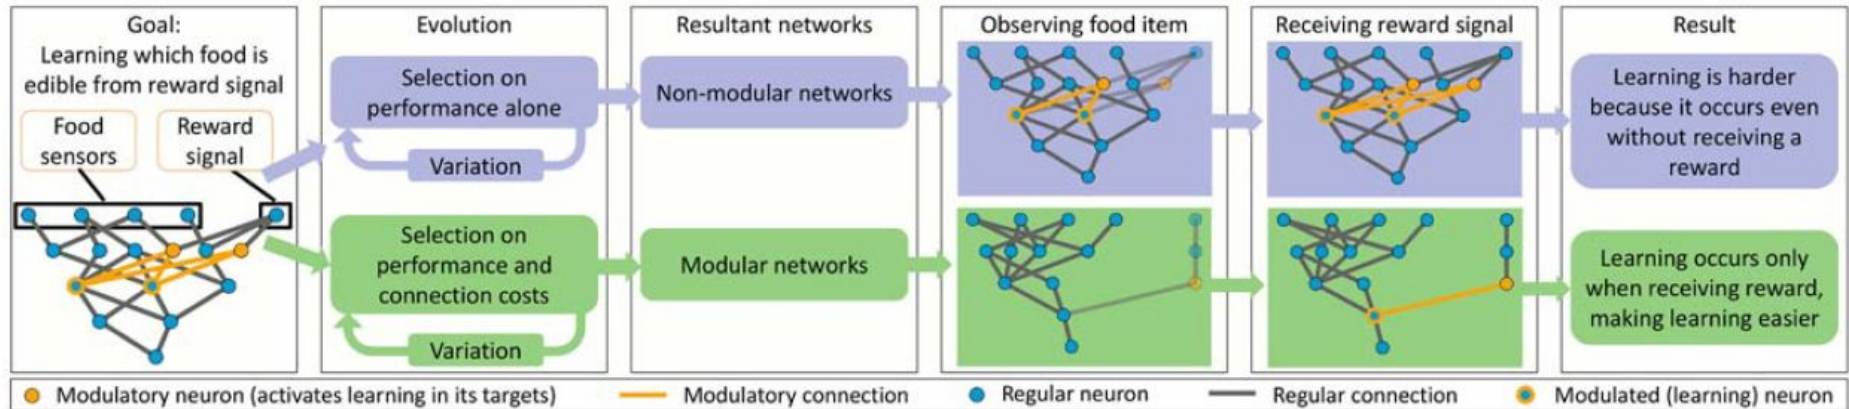 Goal:
Learning which food is
edible from reward signal
Food
sensors
Reward
signal
Evolution
Selection on
performance alone
Variation
Selection on
performance and
connection costs
Variation
Resultant networks
Non-modular networks
Modular networks
Observing food item
Receiving reward signal
Result
Learning is harder
because it occurs even
without receiving a
reward
Learning occurs only
when receiving reward,
making learning easier
Modulatory neuron (activates learning in its targets)
Modulatory connection
Regular neuron
Regular connection
Modulated (learning) neuron